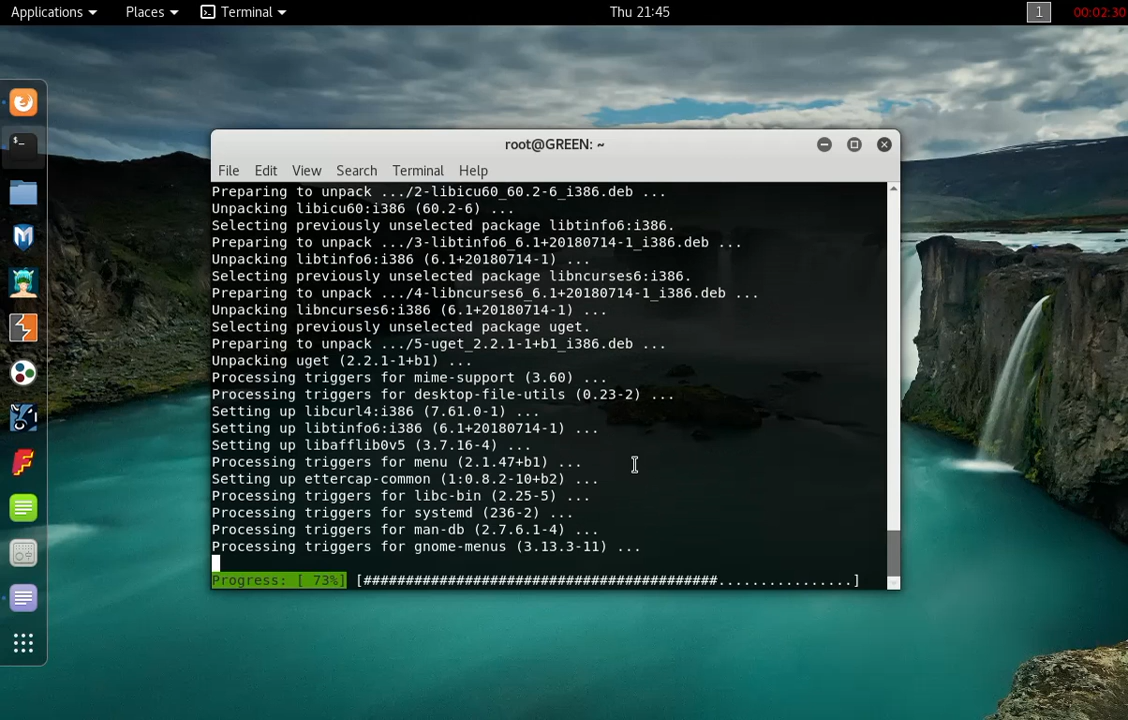 Applications Places Terminal Thu 21:45 1 00:02:30
root@GREEN: ~
File Edit View Search Terminal Help
Preparing to unpack .../2-libicu60_60.2-6_i386.deb ...
Unpacking libicu60:i386 (60.2-6) ...
Selecting previously unselected package libtinfo6:i386.
Preparing to unpack .../3-libtinfo6_6.1+20180714-1_i386.deb ...
Unpacking libtinfo6:i386 (6.1+20180714-1) ...
Selecting previously unselected package libncurses6:i386.
Preparing to unpack .../4-libncurses6_6.1+20180714-1_i386.deb ...
Unpacking libncurses6:i386 (6.1+20180714-1) ...
Selecting previously unselected package uget.
Preparing to unpack .../5-uget_2.2.1-1+b1_i386.deb ...
Unpacking uget (2.2.1-1+b1) ...
Processing triggers for mime-support (3.60) ...
Processing triggers for desktop-file-utils (0.23-2) ...
Setting up libcurl4:i386 (7.61.0-1) ...
Setting up libtinfo6:i386 (6.1+20180714-1) ...
Setting up libafflib0v5 (3.7.16-4) ...
Processing triggers for menu (2.1.47+b1) ...
Setting up ettercap-common (1:0.8.2-10+b2) ...
Processing triggers for libc-bin (2.25-5) ...
Processing triggers for systemd (236-2) ...
Processing triggers for man-db (2.7.6.1-4) ...
Processing triggers for gnome-menus (3.13.3-11) ...
Progress: [ 73%] [##########################################................]